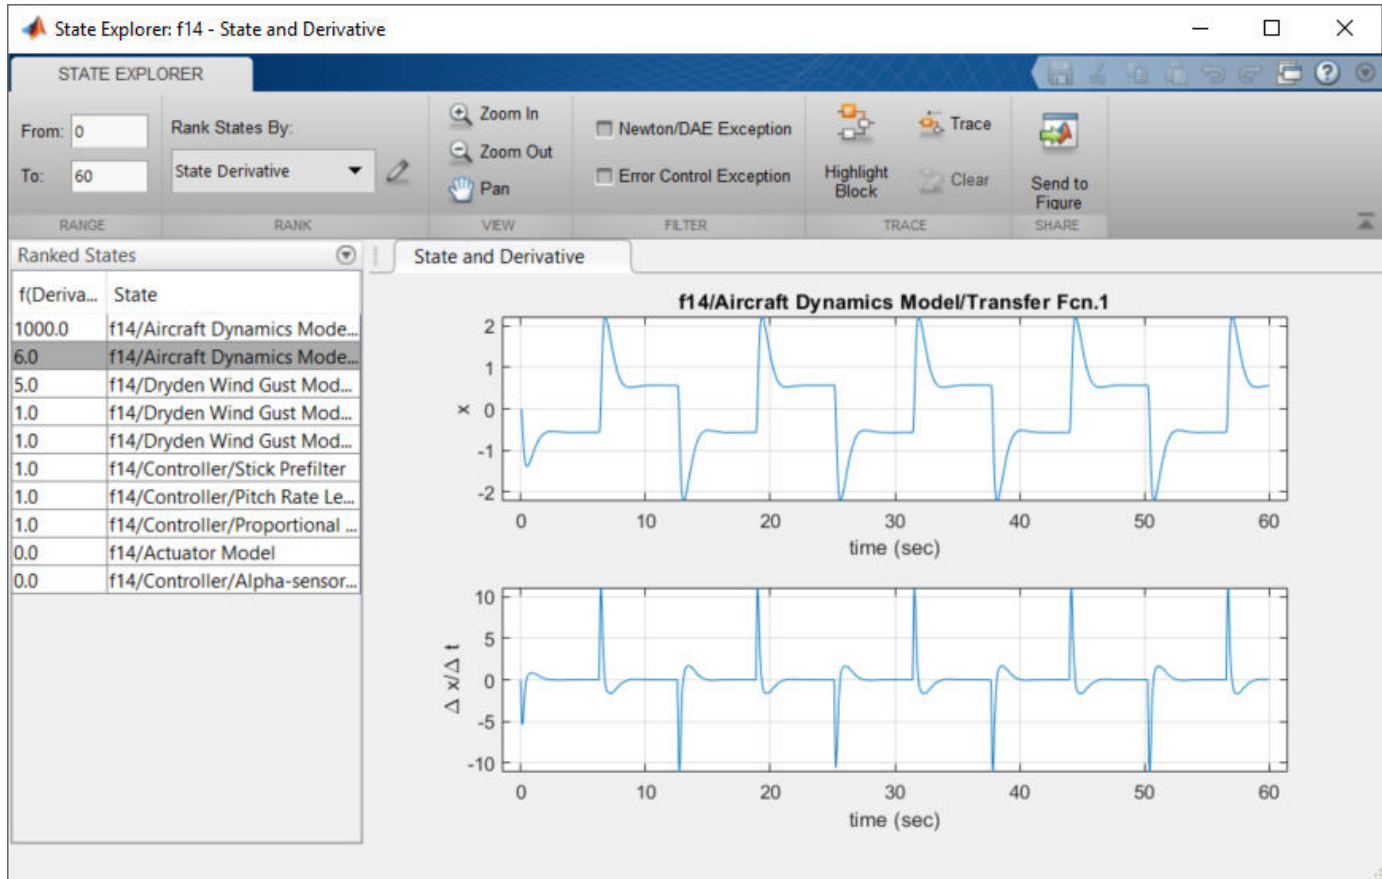 State Explorer: f14 - State and Derivative
STATE EXPLORER
From: 0
To: 60
RANGE
Rank States By:
State Derivative
RANK
Zoom In
Zoom Out
Pan
VIEW
Newton/DAE Exception
Error Control Exception
FILTER
Highlight
Block
Trace
Clear
TRACE
Send to
Figure
SHARE
Ranked States
f(Deriva... State
1000.0 f14/Aircraft Dynamics Mode...
6.0 f14/Aircraft Dynamics Mode...
5.0 f14/Dryden Wind Gust Mod...
1.0 f14/Dryden Wind Gust Mod...
1.0 f14/Dryden Wind Gust Mod...
1.0 f14/Controller/Stick Prefilter
1.0 f14/Controller/Pitch Rate Le...
1.0 f14/Controller/Proportional ...
0.0 f14/Actuator Model
0.0 f14/Controller/Alpha-sensor...
State and Derivative
f14/Aircraft Dynamics Model/Transfer Fcn.1
2
1
0
-1
-2
x
0 10 20 30 40 50 60
time (sec)
10
5
0
-5
-10
Δ x/Δ t
0 10 20 30 40 50 60
time (sec)